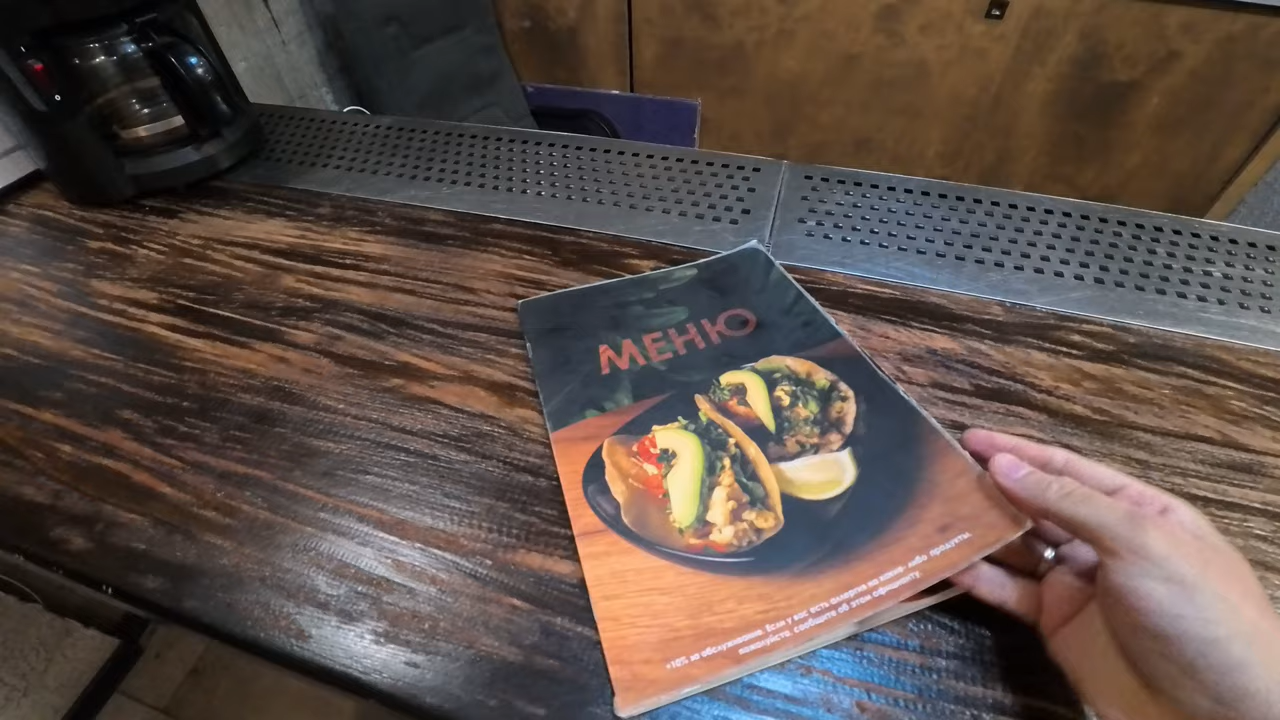 МЕНЮ
+10% за обслуживание. Если у вас есть аллергия на какие-либо продукты,
пожалуйста, сообщите об этом официанту.